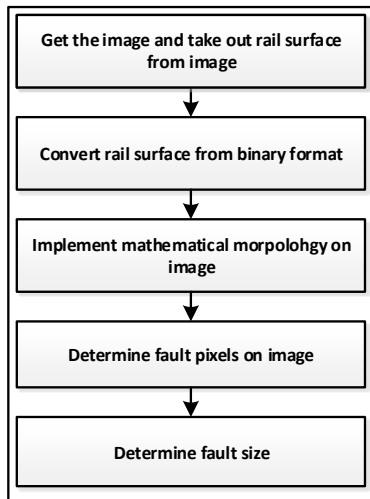 Get the image and take out rail surface
from image
Convert rail surface from binary format
Implement mathematical morpolohgy on
image
Determine fault pixels on image
Determine fault size